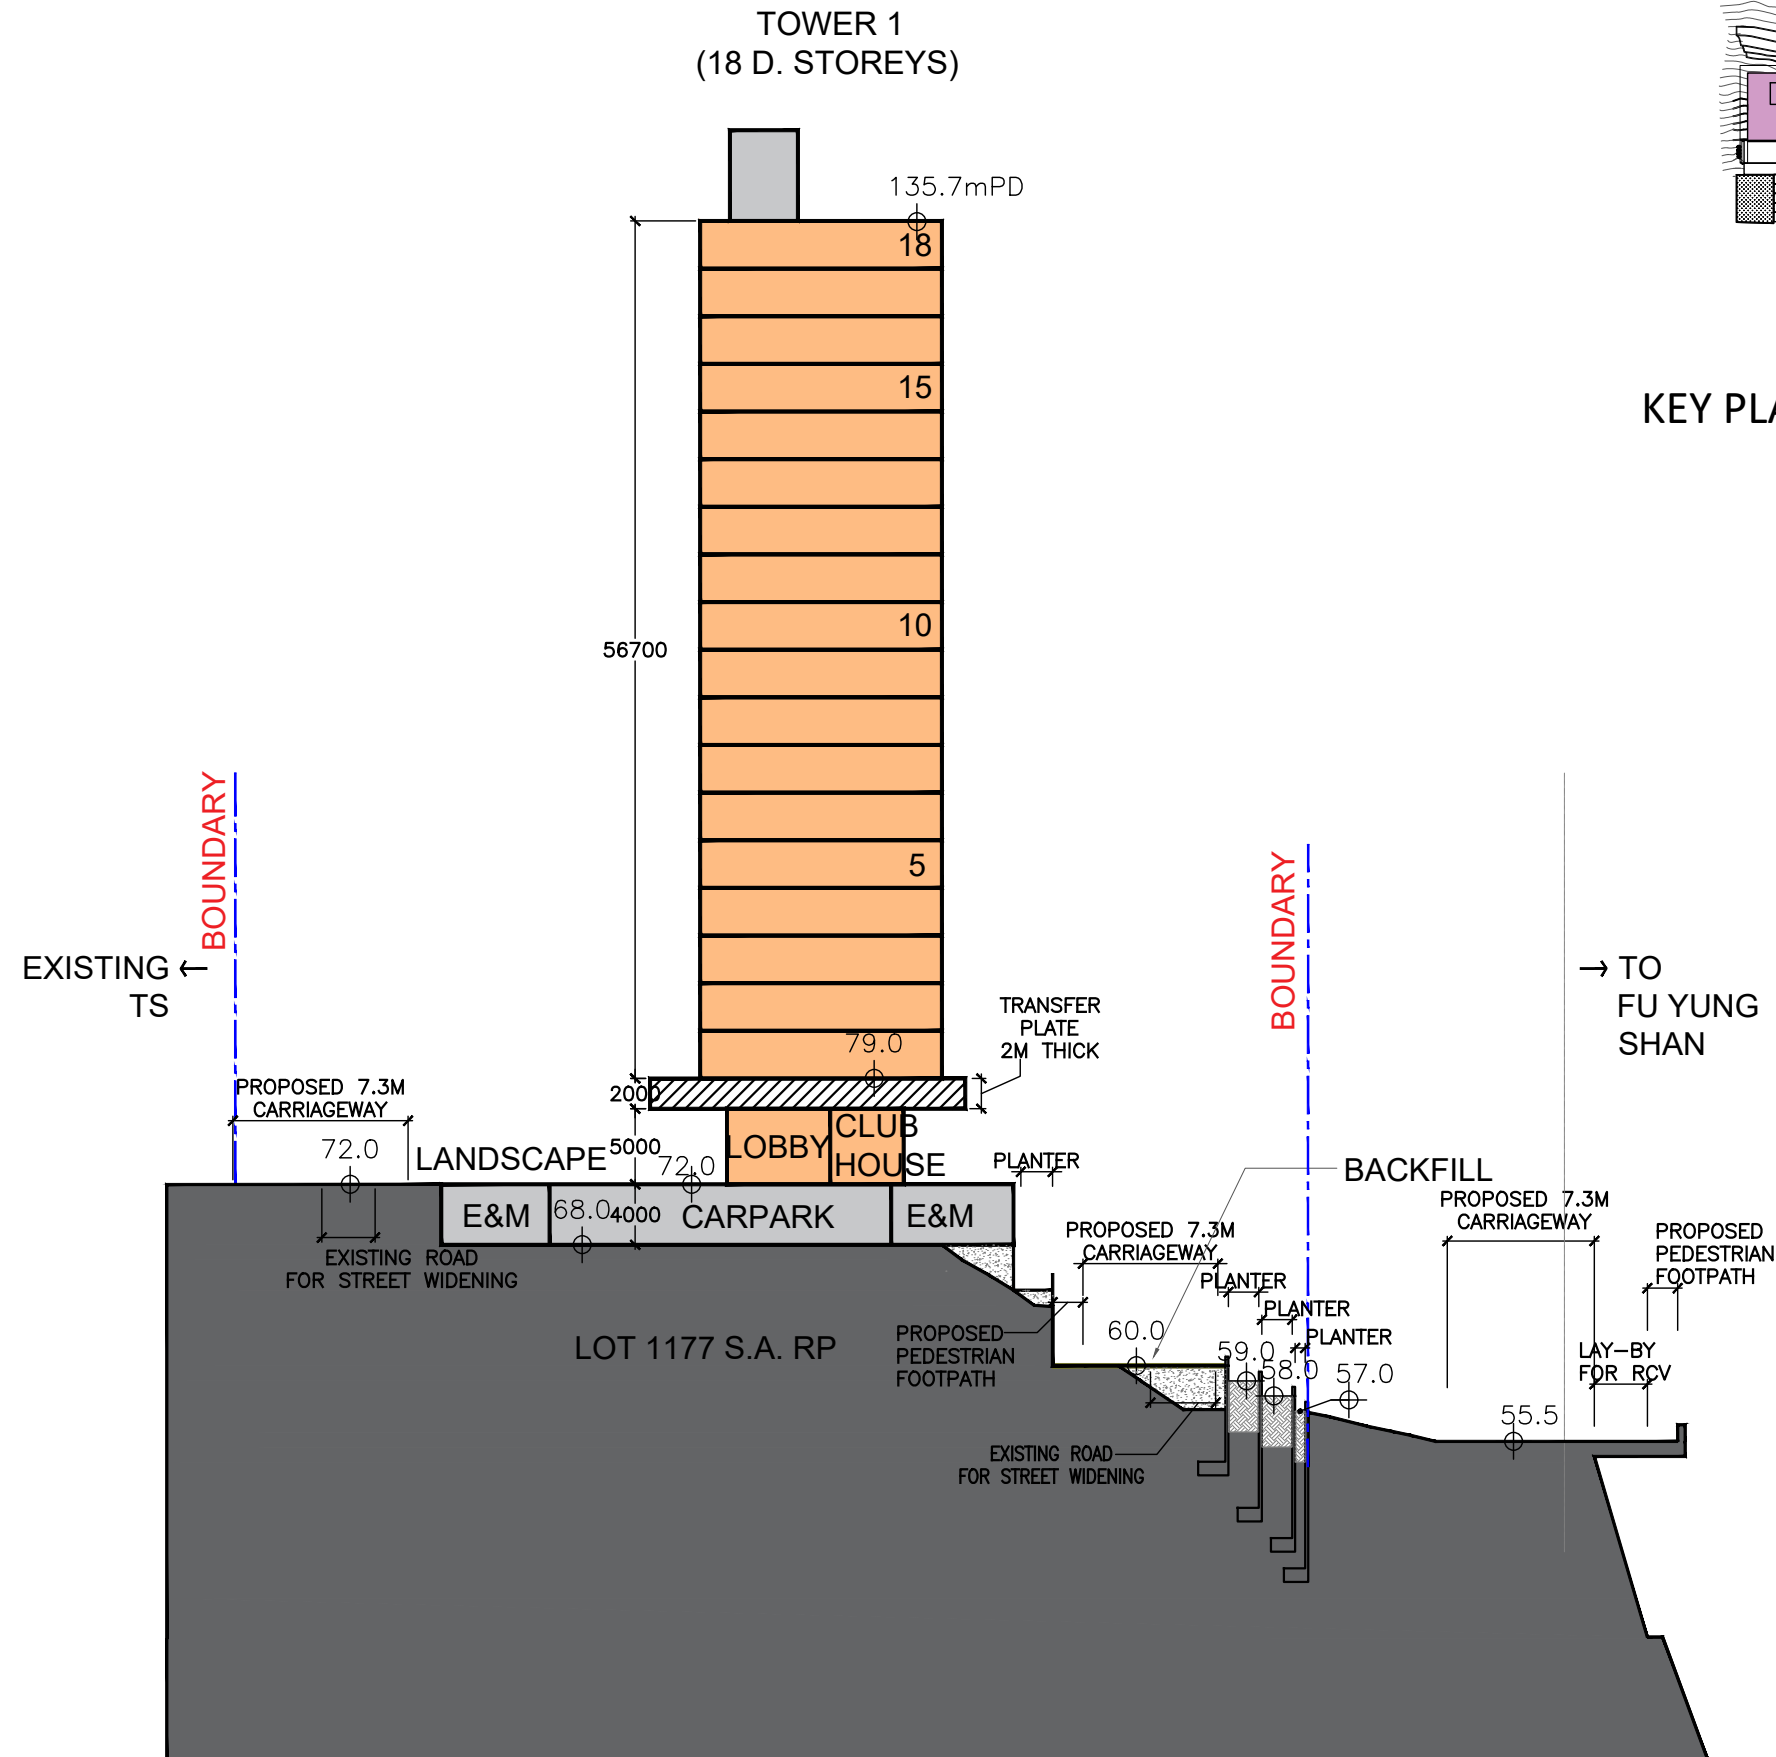 TOWER 1
(18 D. STOREYS)
135.7mPD
18
15
KEY PLA
10
56700
5
BOUNDARY
BOUNDARY
EXISTING ←
TS
→ TO
FU YUNG
SHAN
TRANSFER
PLATE
2M THICK
79.0
2000
PROPOSED 7.3M
CARRIAGEWAY
72.0
LANDSCAPE
5000
72.0
LOBBY
CLUB
HOUSE
PLANTER
BACKFILL
E&M
68.0
4000
CARPARK
E&M
PROPOSED 7.3M
CARRIAGEWAY
PROPOSED 7.3M
CARRIAGEWAY
PROPOSED
PEDESTRIAN
FOOTPATH
EXISTING ROAD
FOR STREET WIDENING
PLANTER
PLANTER
PLANTER
LOT 1177 S.A. RP
PROPOSED
PEDESTRIAN
FOOTPATH
60.0
59.0
58.0
57.0
LAY-BY
FOR RCV
55.5
EXISTING ROAD
FOR STREET WIDENING